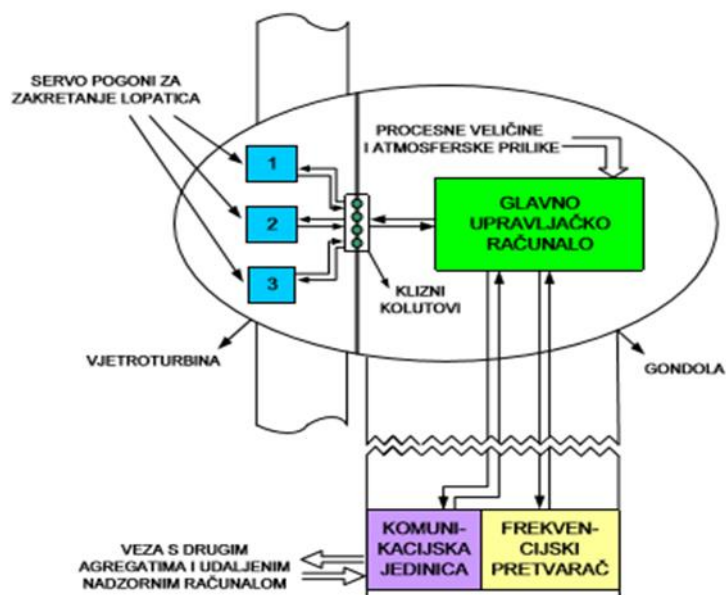 SERVO POGONI ZA
ZAKRETANJE LOPATICA
PROCESNE VELIČINE
I ATMOSFERSKE PRILIKE
1
2
3
GLAVNO
UPRAVLJAČKO
RAČUNALO
KLIZNI
KOLUTOVI
VJETROTURBINA
GONDOLA
KOMUNI-
KACIJSKA
JEDINICA
FREKVEN-
CIJSKI
PRETVARAČ
VEZA S DRUGIM
AGREGATIMA I UDALJENIM
NADZORNIM RAČUNALOM